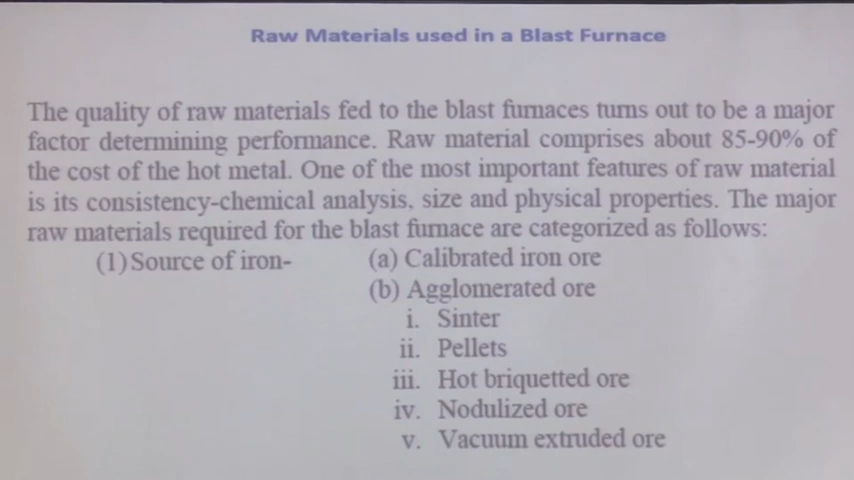 Raw Materials used in a Blast Furnace
The quality of raw materials fed to the blast furnaces turns out to be a major
factor determining performance. Raw material comprises about 85-90% of
the cost of the hot metal. One of the most important features of raw material
is its consistency-chemical analysis, size and physical properties. The major
raw materials required for the blast furnace are categorized as follows:
(1) Source of iron- (a) Calibrated iron ore
(b) Agglomerated ore
i. Sinter
ii. Pellets
iii. Hot briquetted ore
iv. Nodulized ore
v. Vacuum extruded ore